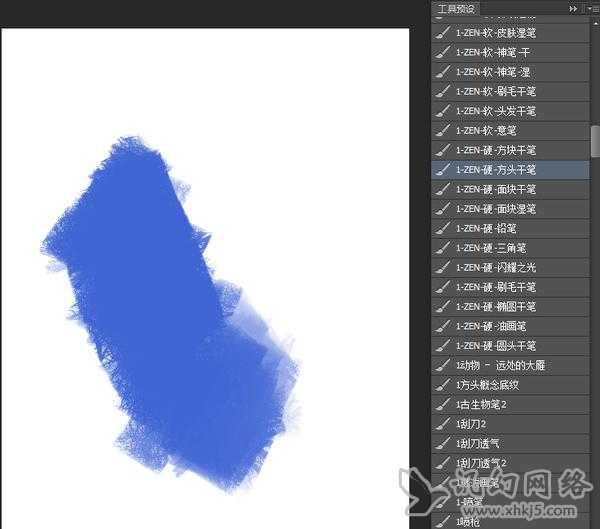 工具预设
1-ZEN-软-皮肤湿笔
1-ZEN-软-神笔-干
1-ZEN-软-神笔-湿
1-ZEN-软-刷毛干笔
1-ZEN-软-头发干笔
1-ZEN-软-意笔
1-ZEN-硬-方块干笔
1-ZEN-硬-方头干笔
1-ZEN-硬-面块干笔
1-ZEN-硬-面块湿笔
1-ZEN-硬-铅笔
1-ZEN-硬-三角笔
1-ZEN-硬-闪耀之光
1-ZEN-硬-刷毛干笔
1-ZEN-硬-椭圆干笔
1-ZEN-硬-油画笔
1-ZEN-硬-圆头干笔
1动物 - 远处的大雁
1方头概念底纹
1古生物笔2
1刮刀2
1刮刀透气
1刮刀透气2
1-喷笔
1喷枪
网络
www.xhkj5.com